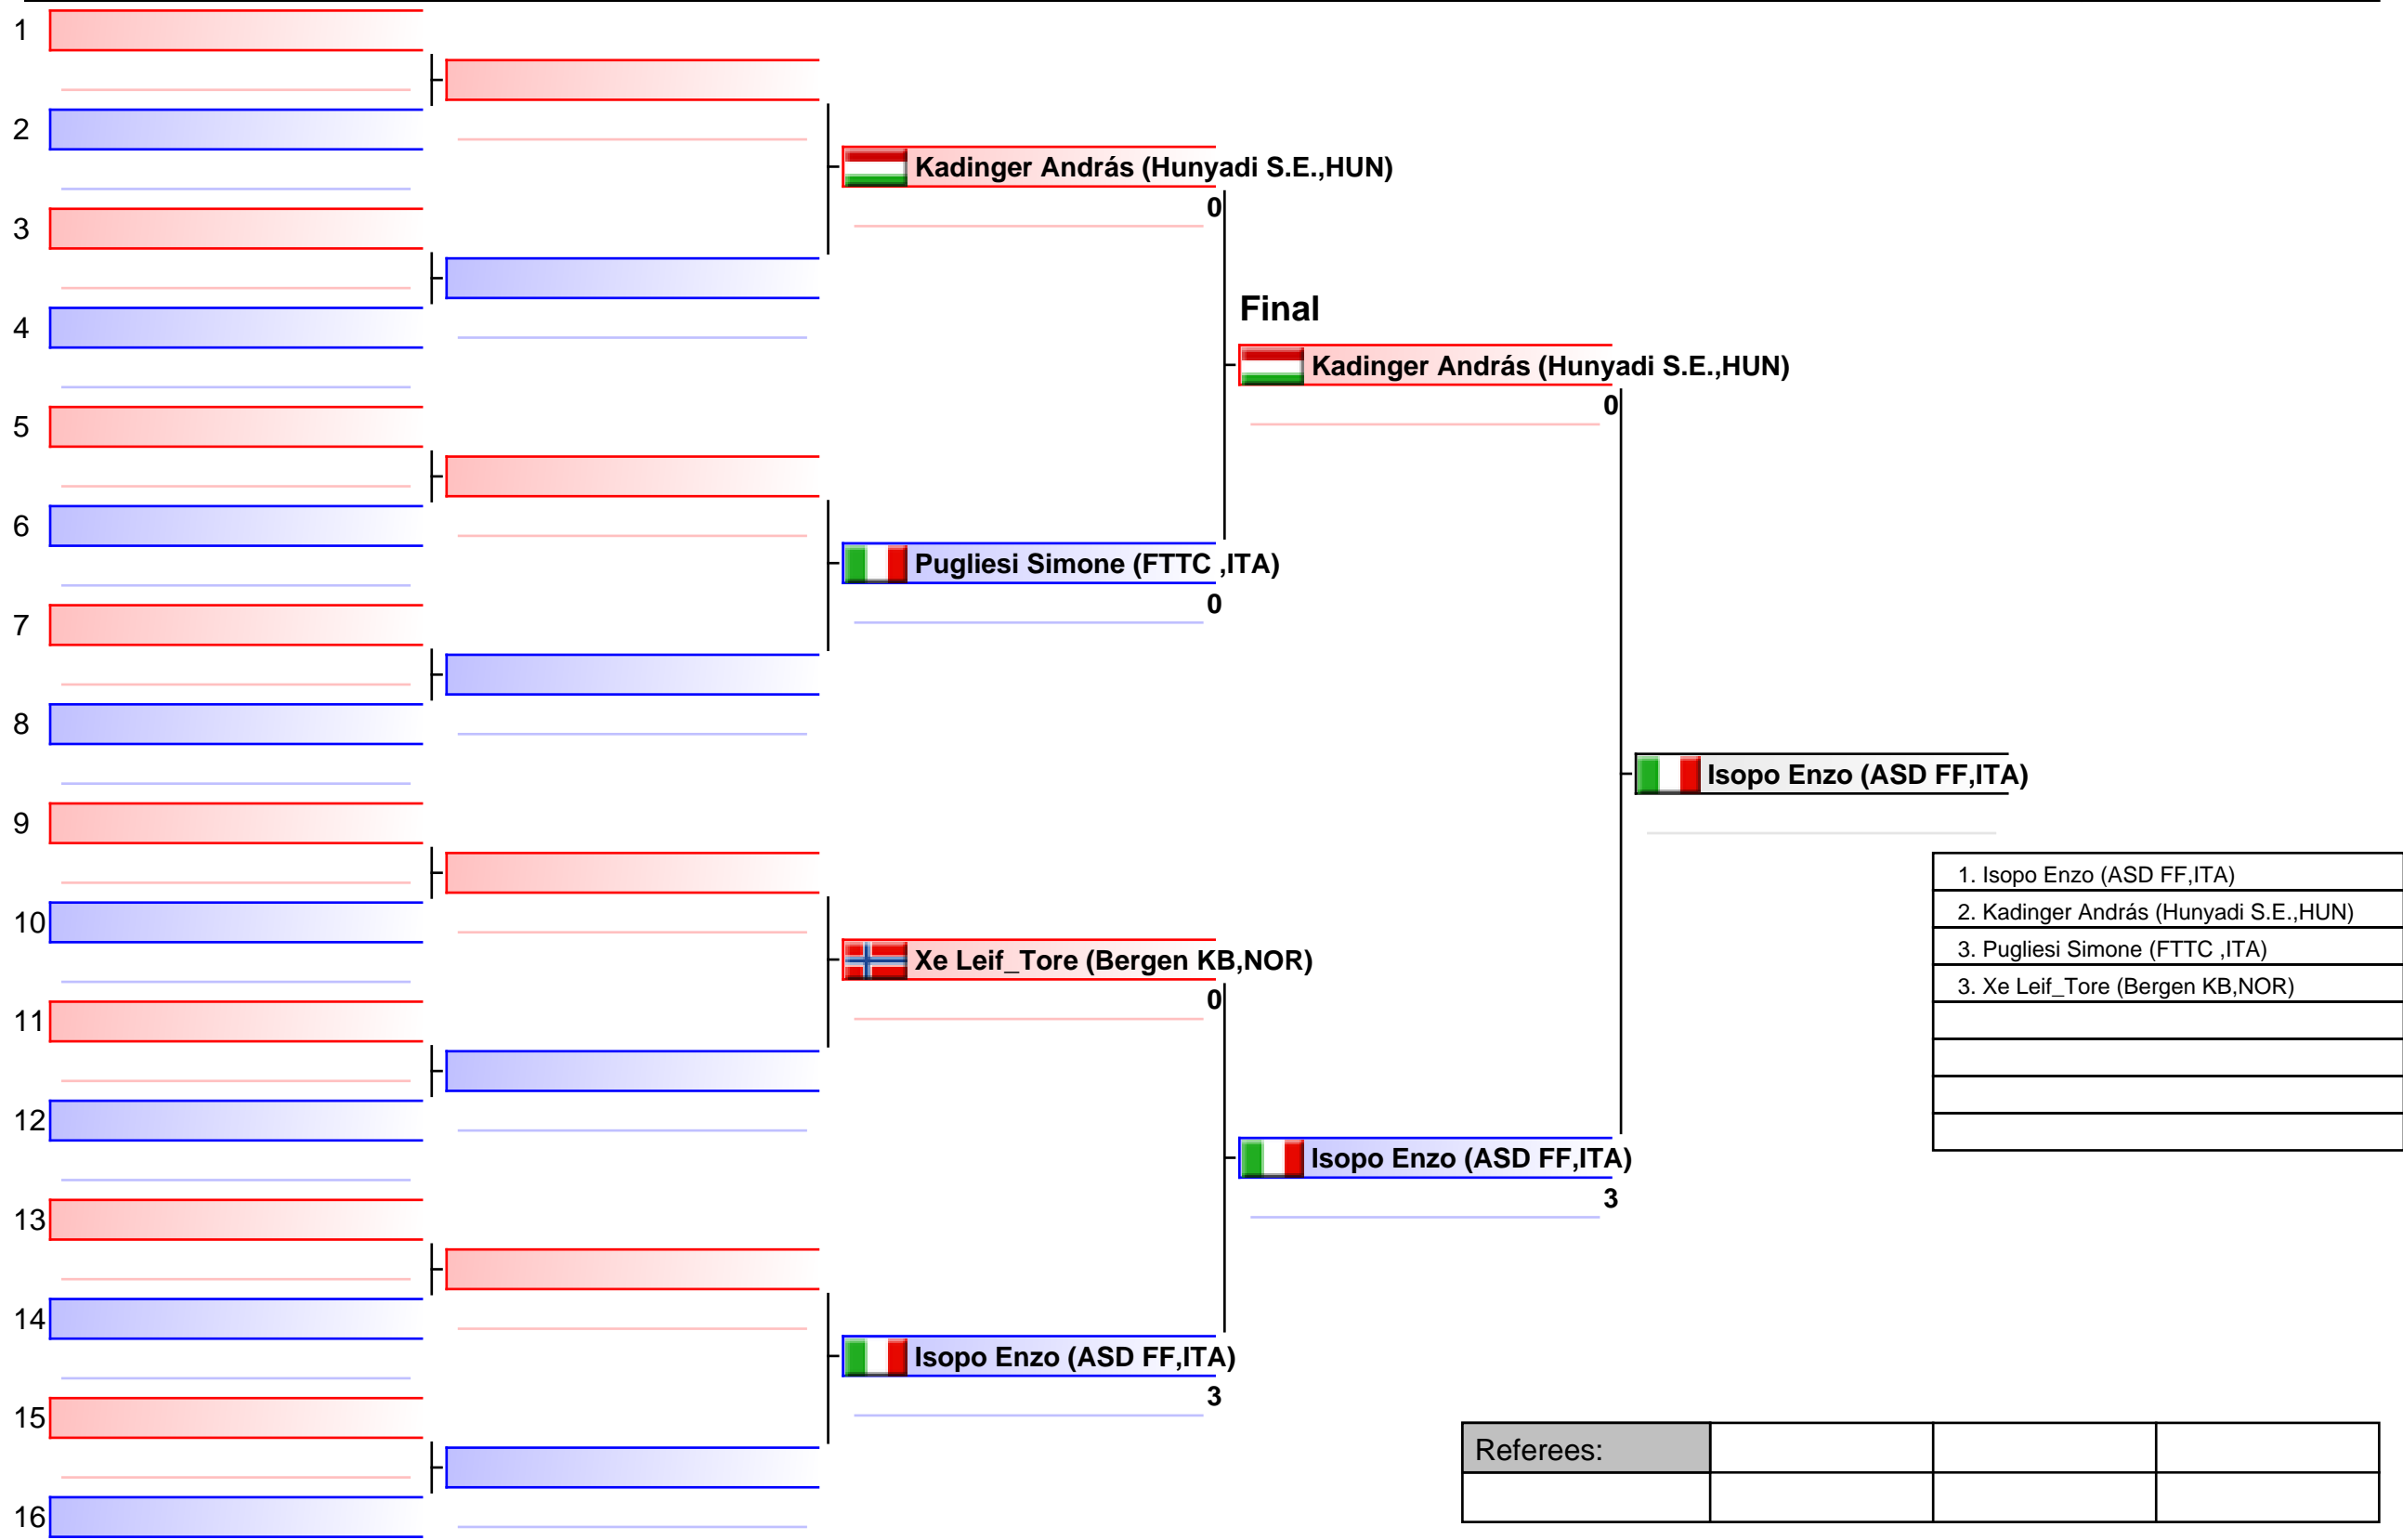 1
2
Kadinger András (Hunyadi S.E.,HUN)
0
3
4
Final
Kadinger András (Hunyadi S.E.,HUN)
0
5
6
Pugliesi Simone (FTTC ,ITA)
0
7
8
Isopo Enzo (ASD FF,ITA)
9
1. Isopo Enzo (ASD FF,ITA)
2. Kadinger András (Hunyadi S.E.,HUN)
3. Pugliesi Simone (FTTC ,ITA)
3. Xe Leif_Tore (Bergen KB,NOR)
10
Xe Leif_Tore (Bergen KB,NOR)
0
11
12
Isopo Enzo (ASD FF,ITA)
3
13
14
Isopo Enzo (ASD FF,ITA)
3
15
Referees:
16